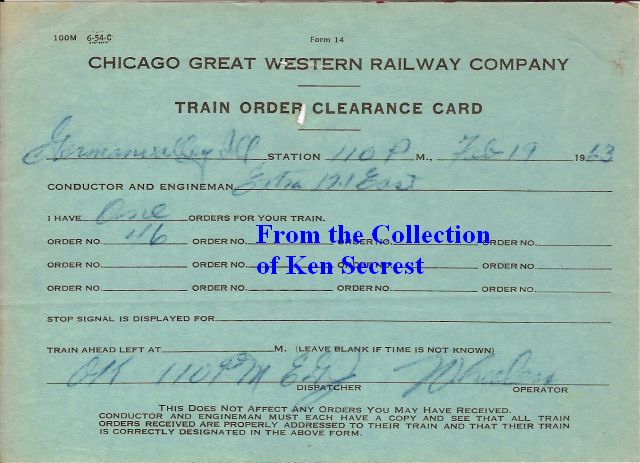 100M 6-54-C Form 14
CHICAGO GREAT WESTERN RAILWAY COMPANY
TRAIN ORDER CLEARANCE CARD
Germanvalley Ill STATION 110 P M., Feb 19 1963
CONDUCTOR AND ENGINEMAN Extra 121 East
I HAVE One ORDERS FOR YOUR TRAIN.
ORDER NO. 116 ORDER NO. ORDER NO. ORDER NO.
ORDER NO. ORDER NO. ORDER NO. ORDER NO.
ORDER NO. ORDER NO. ORDER NO. ORDER NO.
From the Collection
of Ken Secrest
STOP SIGNAL IS DISPLAYED FOR
TRAIN AHEAD LEFT AT M. (LEAVE BLANK IF TIME IS NOT KNOWN)
OK 110 PM
DISPATCHER OPERATOR
THIS DOES NOT AFFECT ANY ORDERS YOU MAY HAVE RECEIVED.
CONDUCTOR AND ENGINEMAN MUST EACH HAVE A COPY AND SEE THAT ALL TRAIN
ORDERS RECEIVED ARE PROPERLY ADDRESSED TO THEIR TRAIN AND THAT THEIR TRAIN
IS CORRECTLY DESIGNATED IN THE ABOVE FORM.